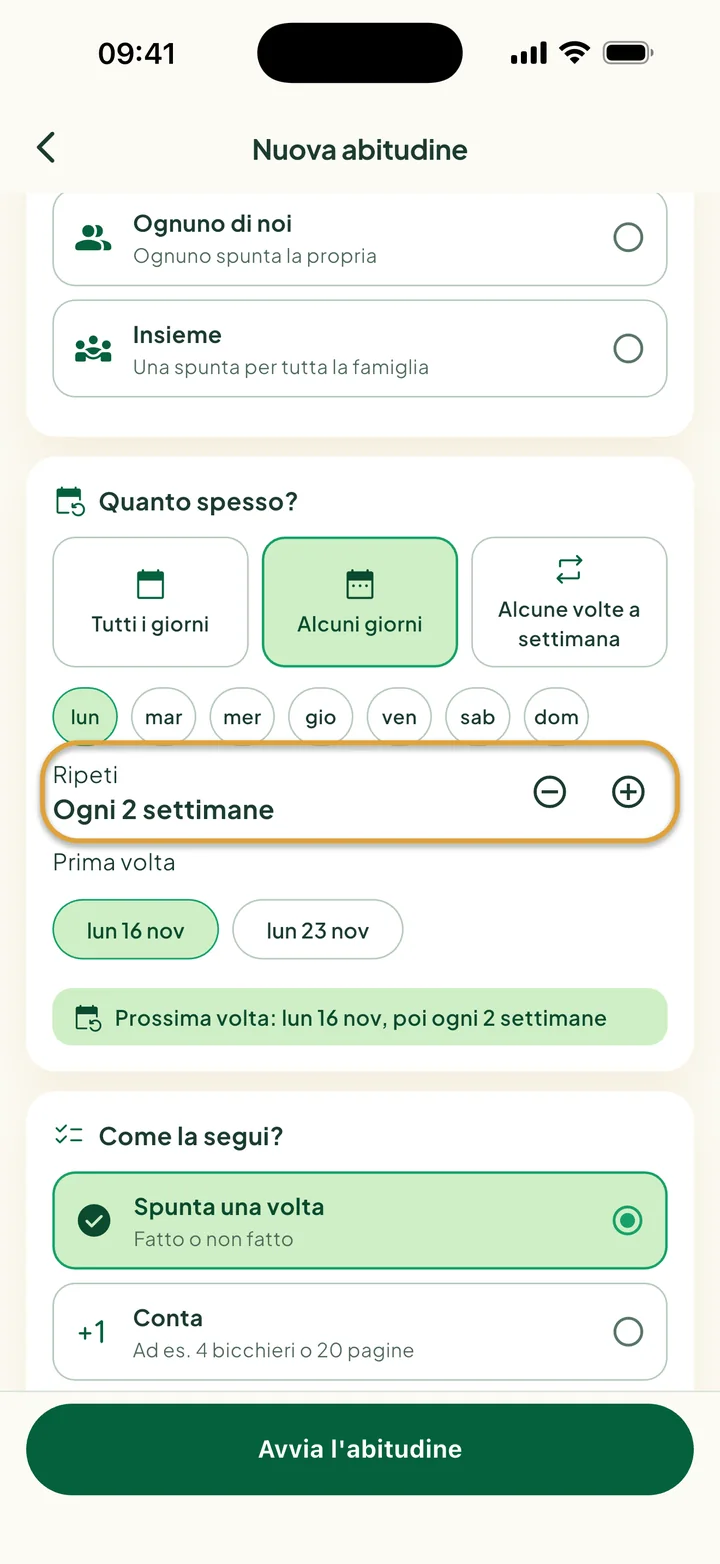 09:41
Nuova abitudine
Ognuno di noi
Ognuno spunta la propria
Insieme
Una spunta per tutta la famiglia
Quanto spesso?
Tutti i giorni
Alcuni giorni
Alcune volte a
settimana
lun
mar
mer
gio
ven
sab
dom
Ripeti
Ogni 2 settimane
Prima volta
lun 16 nov
lun 23 nov
Prossima volta: lun 16 nov, poi ogni 2 settimane
Come la segui?
Spunta una volta
Fatto o non fatto
+1
Conta
Ad es. 4 bicchieri o 20 pagine
Avvia l'abitudine